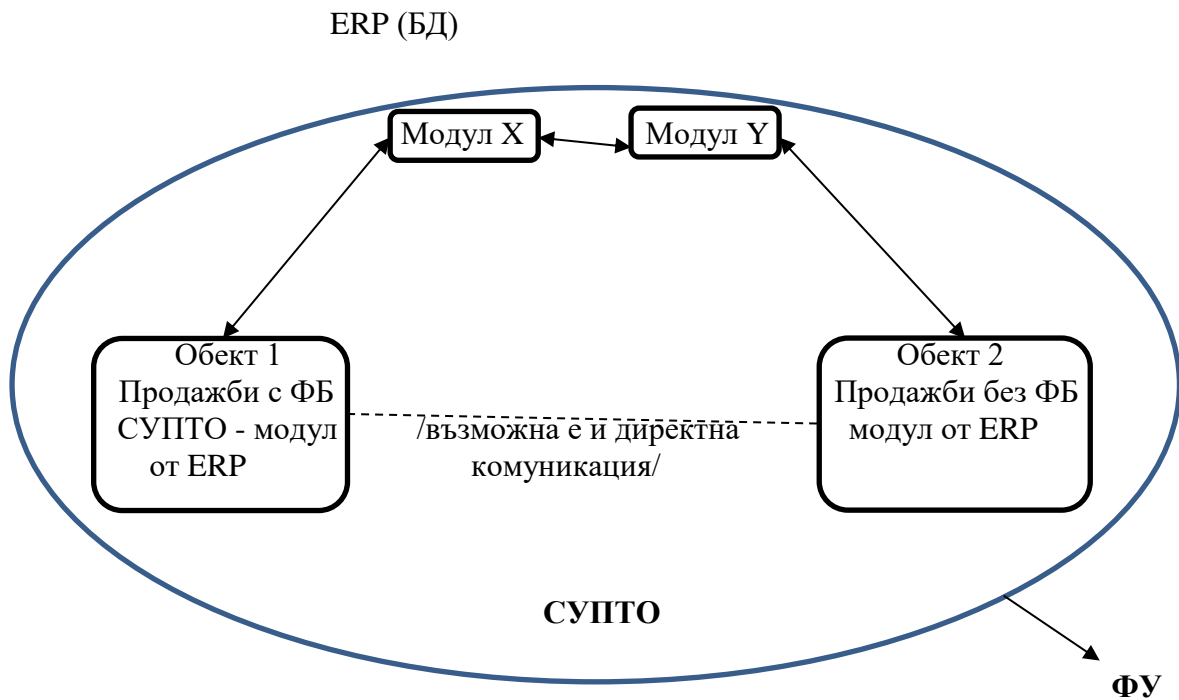 ERP (БД)
Модул X
Модул Y
Обект 1
Продажби с ФБ
СУПТО - модул
от ERP
/възможна е и директна
комуникация/
Обект 2
Продажби без ФБ
модул от ERP
СУПТО
ФУ